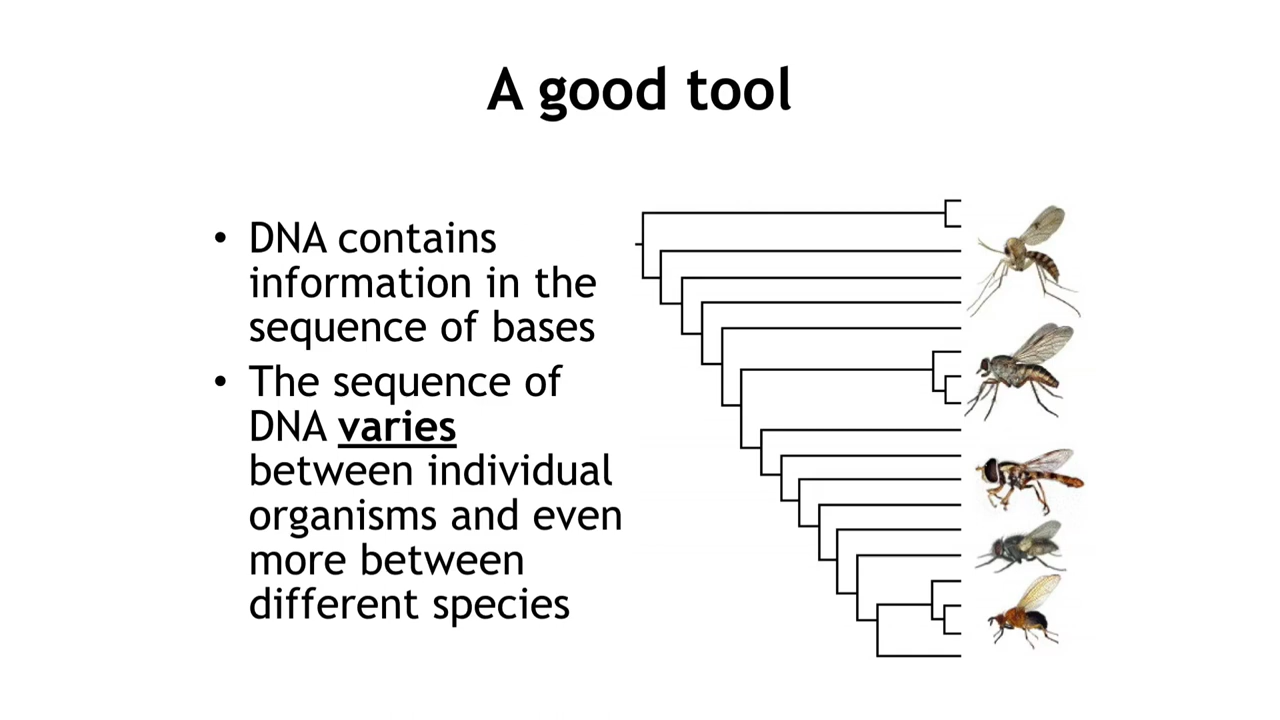 A good tool
• DNA contains
information in the
sequence of bases
• The sequence of
DNA varies
between individual
organisms and even
more between
different species